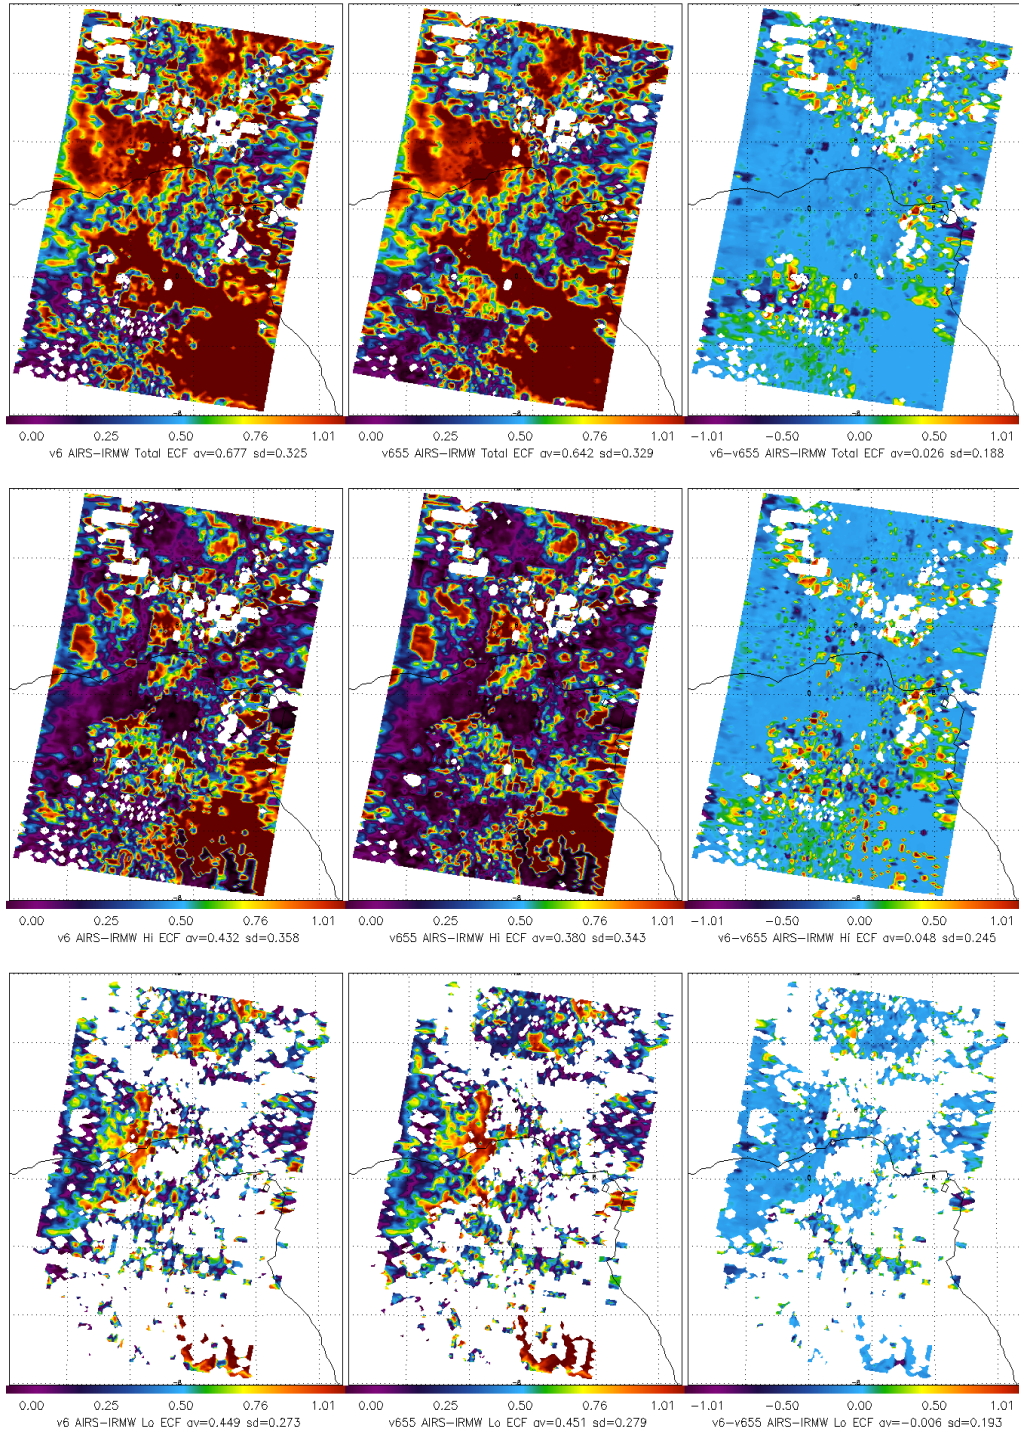 0.00 0.25 0.50 0.76 1.01 0.00 0.25 0.50 0.76 1.01 -1.01 -0.50 0.00 0.50 1.01
v6 AIRS-IRMW Total ECF av=0.677 sd=0.325 v655 AIRS-IRMW Total ECF av=0.642 sd=0.329 v6-v655 AIRS-IRMW Total ECF av=0.026 sd=0.188
0.00 0.25 0.50 0.76 1.01 0.00 0.25 0.50 0.76 1.01 -1.01 -0.50 0.00 0.50 1.01
v6 AIRS-IRMW Hi ECF av=0.432 sd=0.358 v655 AIRS-IRMW Hi ECF av=0.380 sd=0.343 v6-v655 AIRS-IRMW Hi ECF av=0.048 sd=0.245
0.00 0.25 0.50 0.76 1.01 0.00 0.25 0.50 0.76 1.01 -1.01 -0.50 0.00 0.50 1.01
v6 AIRS-IRMW Lo ECF av=0.449 sd=0.273 v655 AIRS-IRMW Lo ECF av=0.451 sd=0.279 v6-v655 AIRS-IRMW Lo ECF av=-0.006 sd=0.193